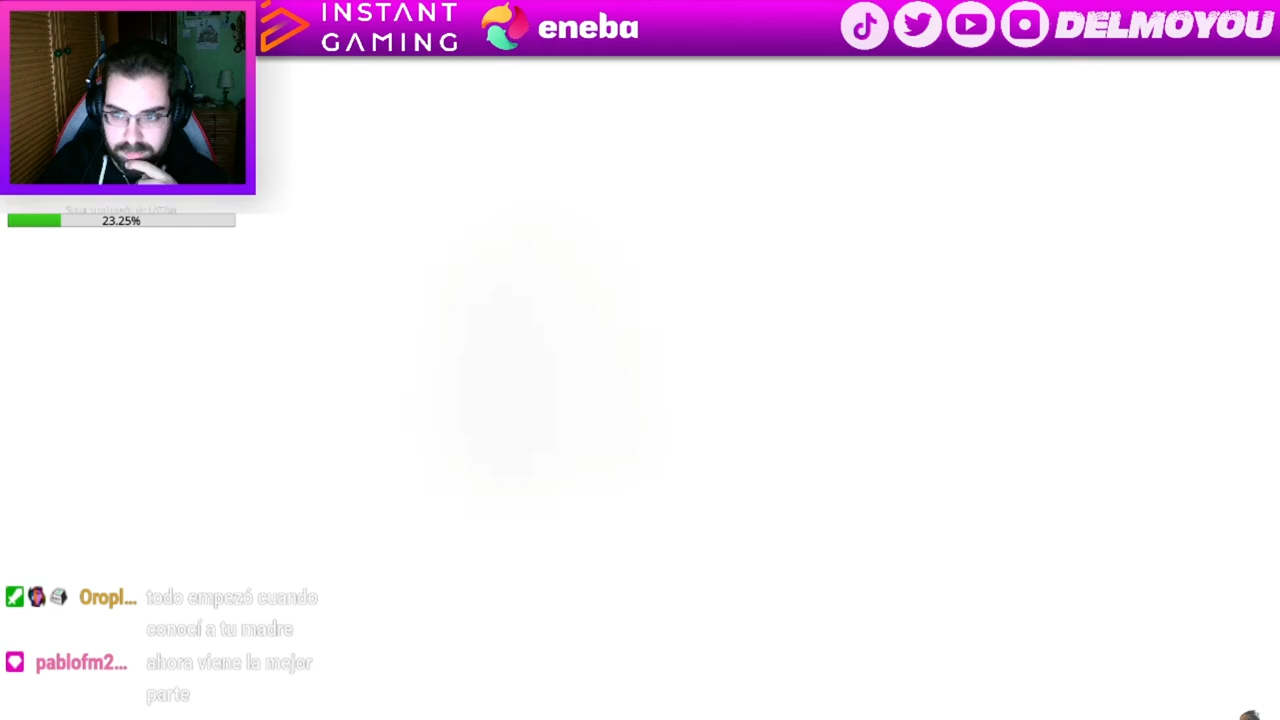 INSTANT
GAMING
eneba
DELMOYOU
23.25%
Oropl... todo empezó cuando
conocí a tu madre
pablofm2... ahora viene la mejor
parte